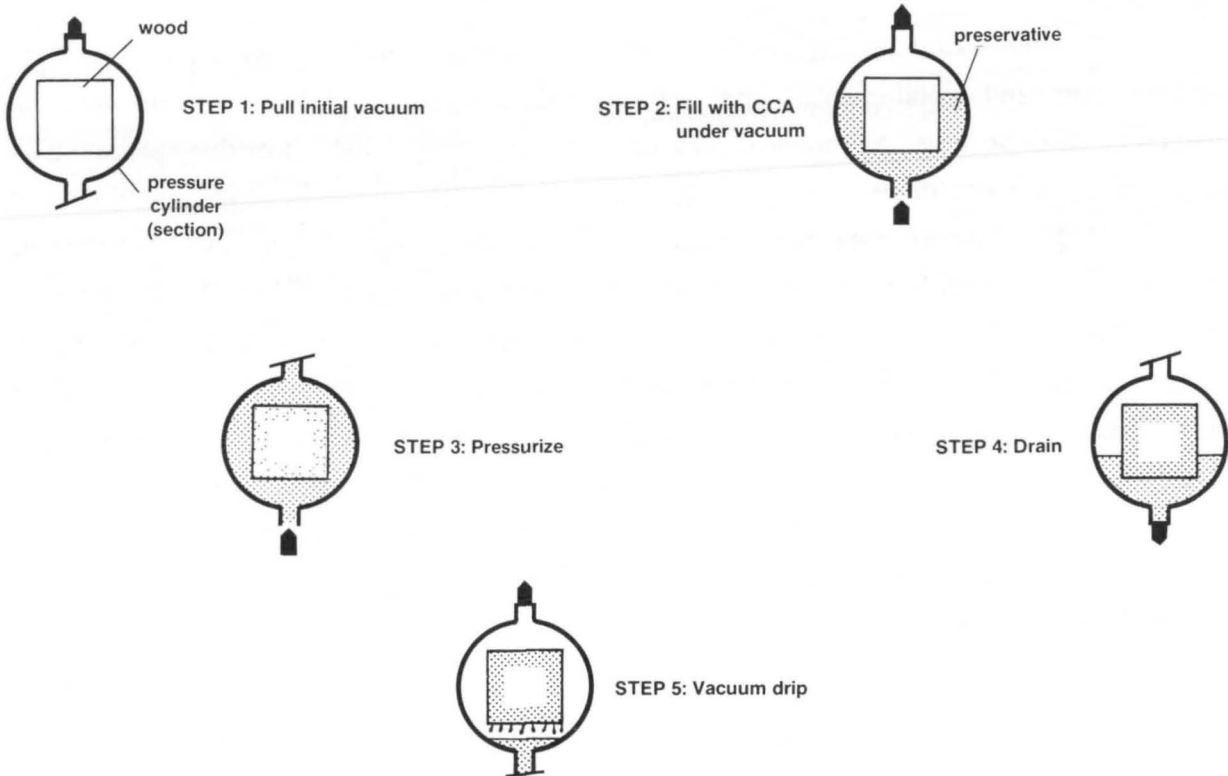 wood
STEP 1: Pull initial vacuum
pressure
cylinder
(section)
preservative
STEP 2: Fill with CCA
under vacuum
STEP 3: Pressurize
STEP 4: Drain
STEP 5: Vacuum drip